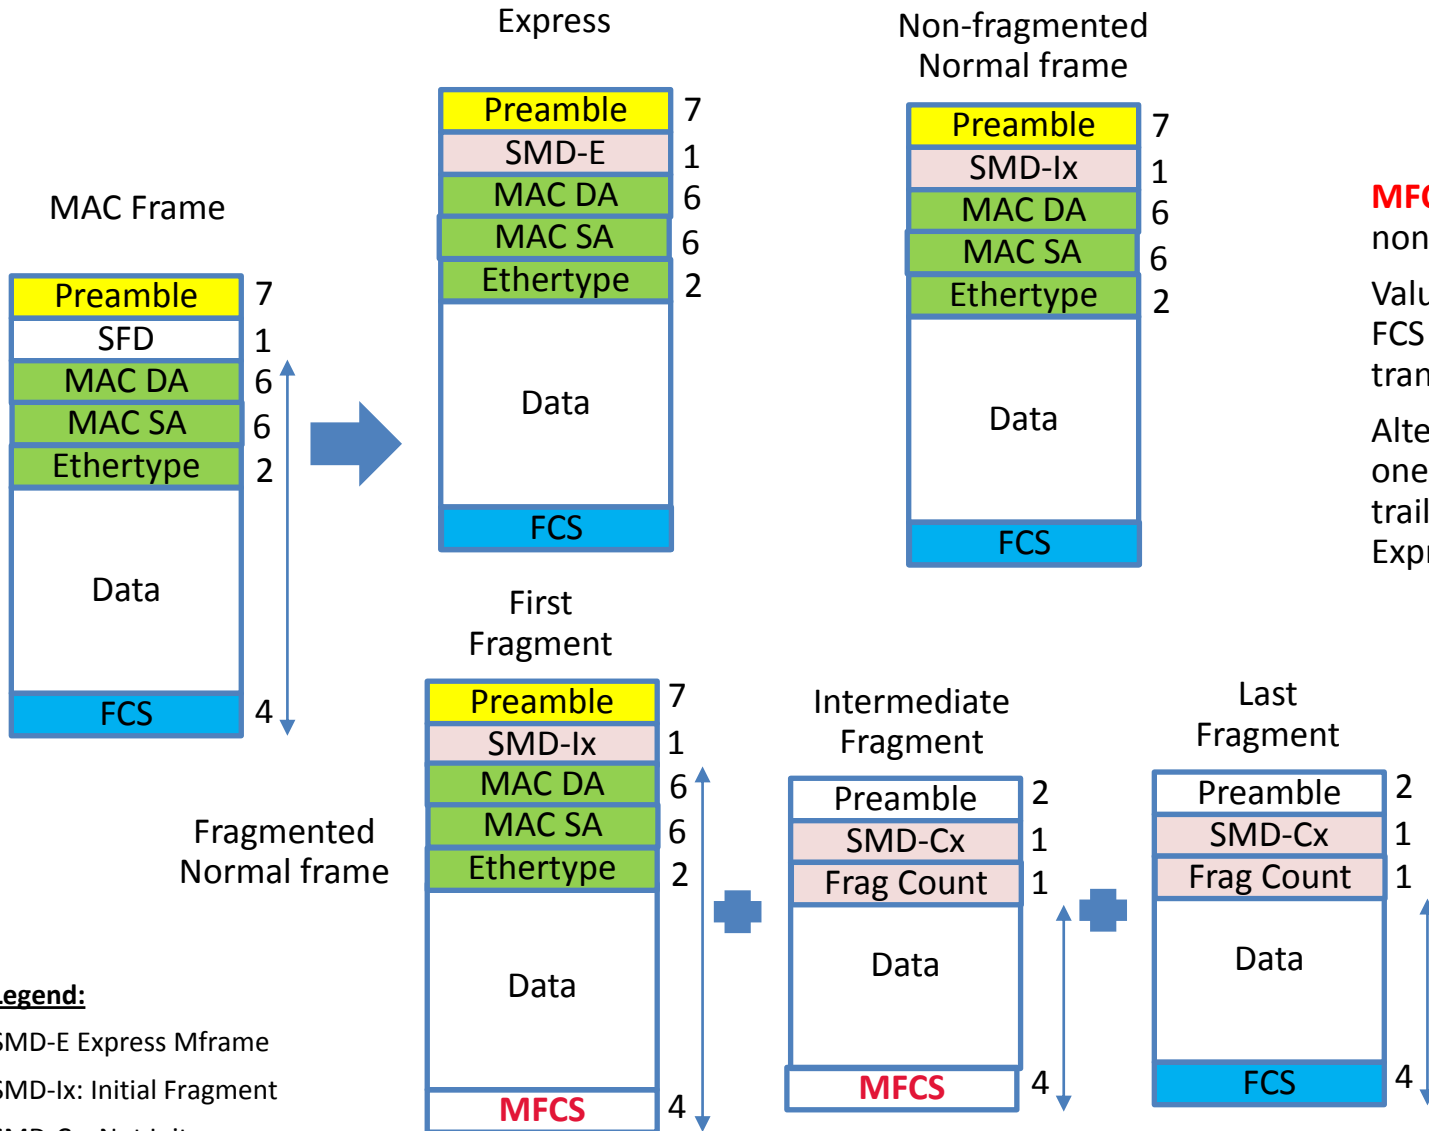 Express
Preamble 7
SMD-E 1
MAC DA 6
MAC SA 6
Ethertype 2
Data
FCS
Non-fragmented
Normal frame
Preamble 7
SMD-Ix 1
MAC DA 6
MAC SA 6
Ethertype 2
Data
FCS
MAC Frame
Preamble 7
SFD 1
MAC DA 6
MAC SA 6
Ethertype 2
Data
FCS 4
Fragmented
Normal frame
First
Fragment
Preamble 7
SMD-Ix 1
MAC DA 6
MAC SA 6
Ethertype 2
Data
MFCS 4
Intermediate
Fragment
Preamble 2
SMD-Cx 1
Frag Count 1
Data
MFCS 4
Last
Fragment
Preamble 2
SMD-Cx 1
Frag Count 1
Data
FCS 4
non
FCS
one
Legend:
SMD-E Express Mframe
SMD-Ix: Initial Fragment